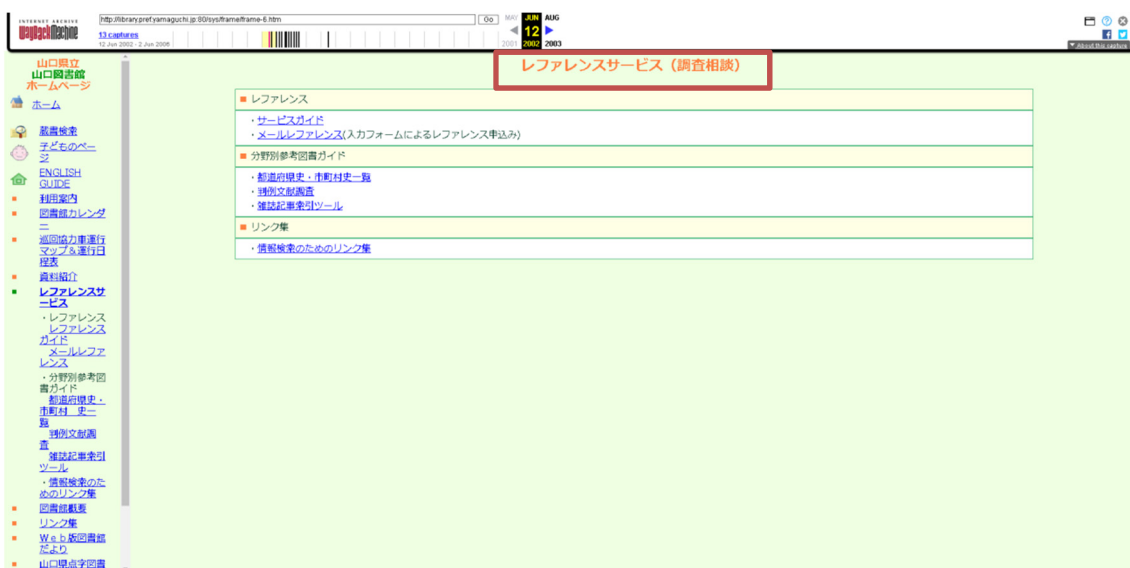 INTERNET ARCHIVE
WayBackMachine
http://library.pref.yamaguchi.jp:80/sys/frame/frame-6.htm
Go
MAY JUN AUG
13 captures
12
12 Jun 2002 - 2 Jun 2006
2001 2002 2003
About this capture
山口県立
山口図書館
ホームページ
ホーム
蔵書検索
子どものペー
ジ
ENGLISH
GUIDE
利用案内
図書館カレンダ
ー
巡回協力車運行
マップ&運行日
程表
資料紹介
レファレンスサ
ービス
・レファレンス
レファレンス
ガイド
メールレファ
レンス
・分野別参考図
書ガイド
都道府県史・
市町村 史一
覧
判例文献調
査
雑誌記事索引
ツール
・情報検索のた
めのリンク集
図書館概要
リンク集
Web版図書館
だより
山口県点字図書
レファレンスサービス(調査相談)
レファレンス
・サービスガイド
・メールレファレンス(入力フォームによるレファレンス申込み)
分野別参考図書ガイド
・都道府県史・市町村史一覧
・判例文献調査
・雑誌記事索引ツール
リンク集
・情報検索のためのリンク集